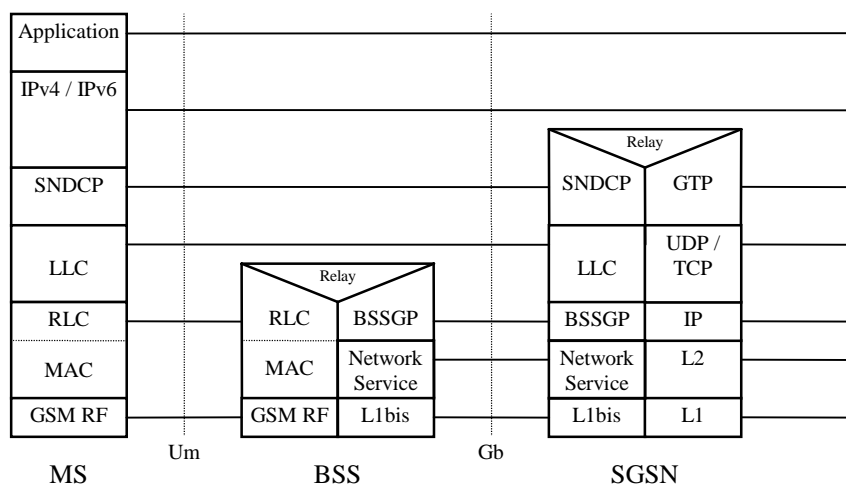 Application
IPv4 / IPv6
SNDCP
LLC
RLC
MAC
GSM RF
MS
Um
Relay
RLC
BSSGP
MAC
Network
Service
GSM RF
L1bis
BSS
Gb
Relay
SNDCP
GTP
LLC
UDP /
TCP
BSSGP
IP
Network
Service
L2
L1bis
L1
SGSN